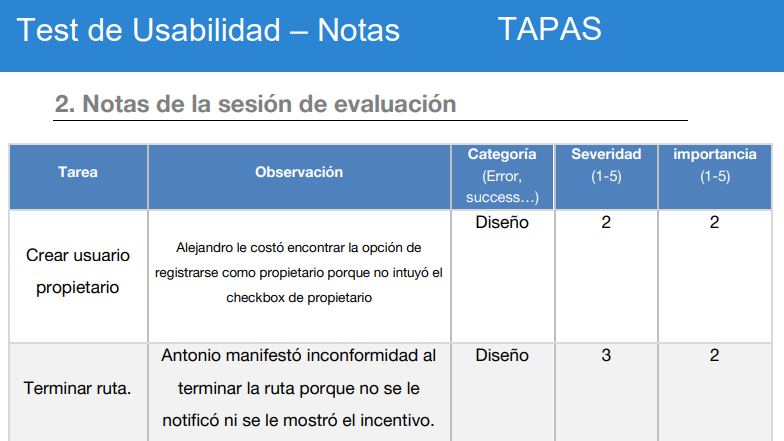 Test de Usabilidad – Notas TAPAS
2. Notas de la sesión de evaluación
Tarea Observación Categoría (Error, success…) Severidad (1-5) importancia (1-5)
Crear usuario propietario
Alejandro le costó encontrar la opción de
registrarse como propietario porque no intuyó el
checkbox de propietario
Diseño 2 2
Terminar ruta.
Antonio manifestó inconformidad al
terminar la ruta porque no se le
notificó ni se le mostró el incentivo.
Diseño 3 2